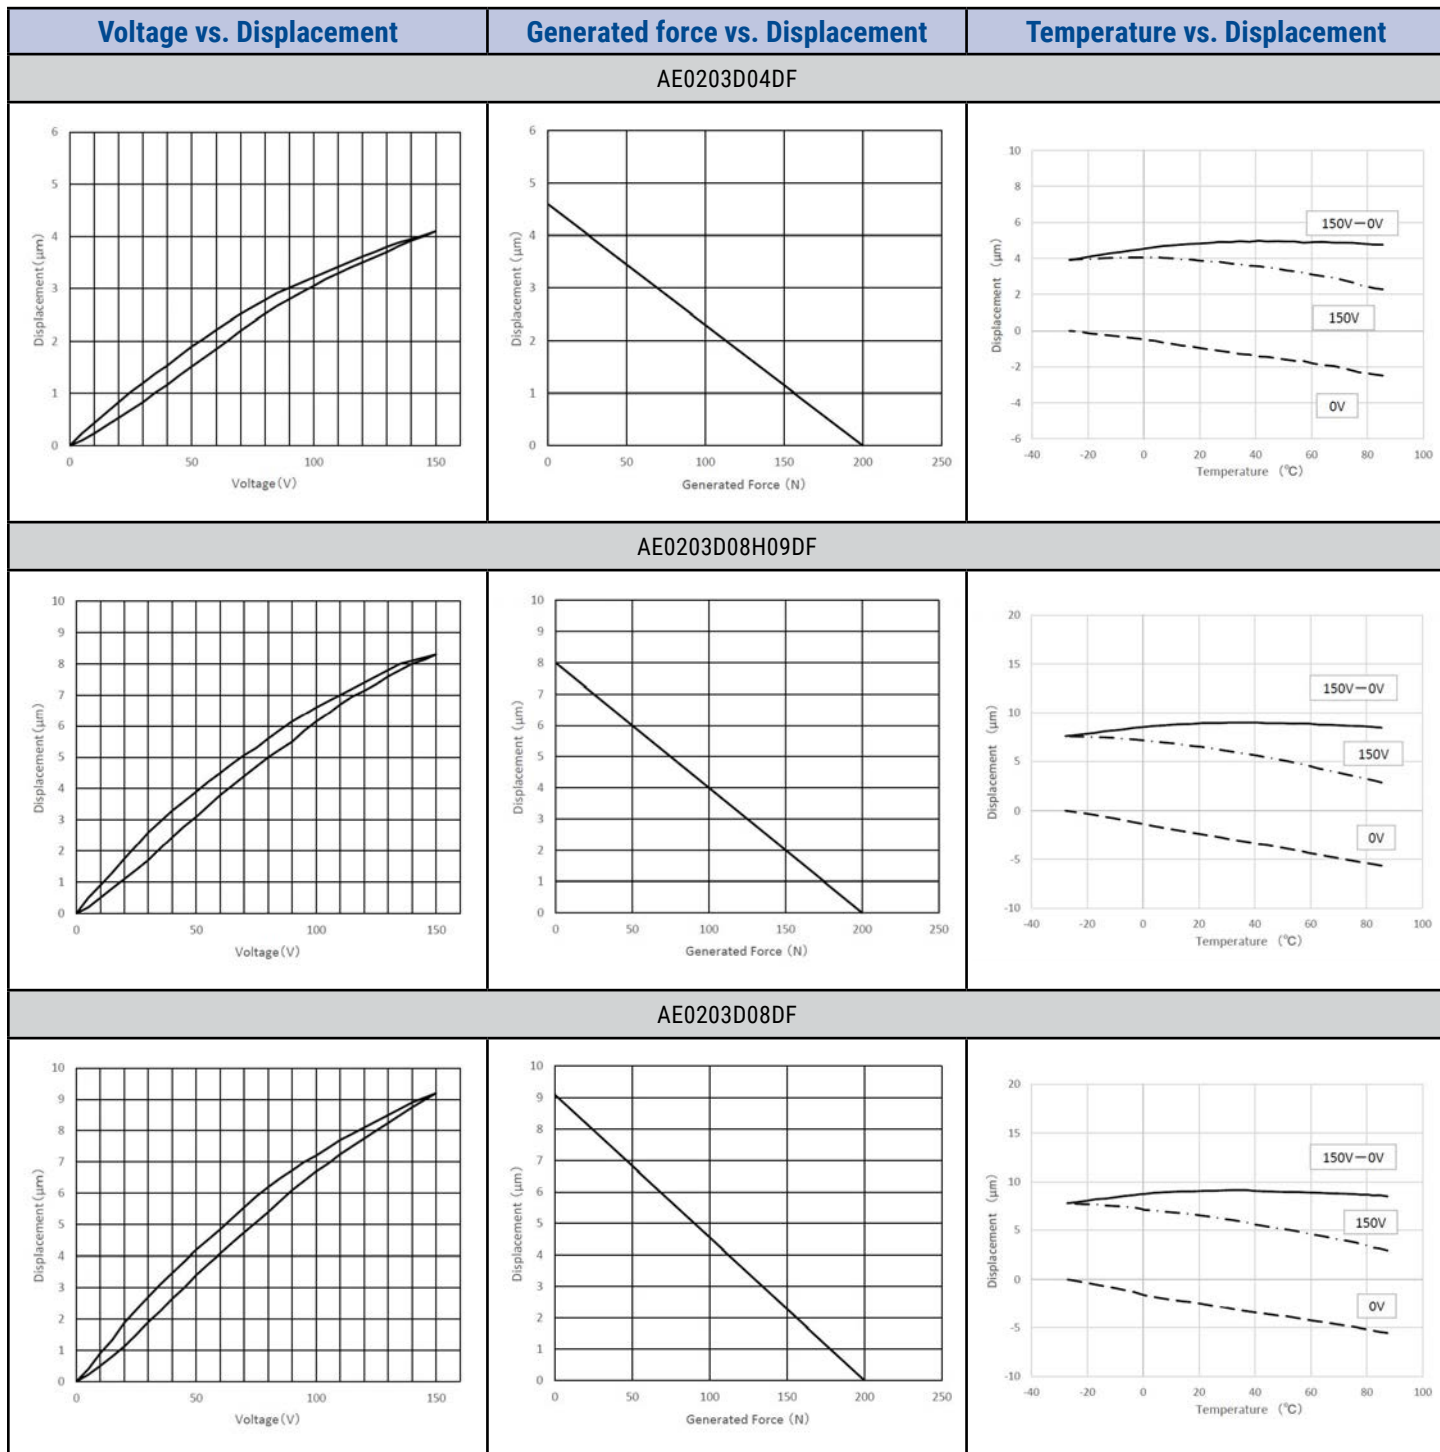 Voltage vs. Displacement
Generated force vs. Displacement
Temperature vs. Displacement
AE0203D04DF
6
5
4
3
2
1
0
Displacement(μm)
0 50 100 150
Voltage(V)
6
5
4
3
2
1
0
Displacement (μm)
0 50 100 150 200 250
Generated Force (N)
10
8
6
4
2
0
-2
-4
-6
Displacement (μm)
150V－0V
150V
0V
-40 -20 0 20 40 60 80 100
Temperature (℃)
AE0203D08H09DF
10
9
8
7
6
5
4
3
2
1
0
Displacement(μm)
0 50 100 150
Voltage(V)
10
9
8
7
6
5
4
3
2
1
0
Displacement (μm)
0 50 100 150 200 250
Generated Force (N)
20
15
10
5
0
-5
-10
Displacement (μm)
150V－0V
150V
0V
-40 -20 0 20 40 60 80 100
Temperature (℃)
AE0203D08DF
10
9
8
7
6
5
4
3
2
1
0
Displacement(μm)
0 50 100 150
Voltage(V)
10
9
8
7
6
5
4
3
2
1
0
Displacement (μm)
0 50 100 150 200 250
Generated Force (N)
20
15
10
5
0
-5
-10
Displacement (μm)
150V－0V
150V
0V
-40 -20 0 20 40 60 80 100
Temperature (℃)